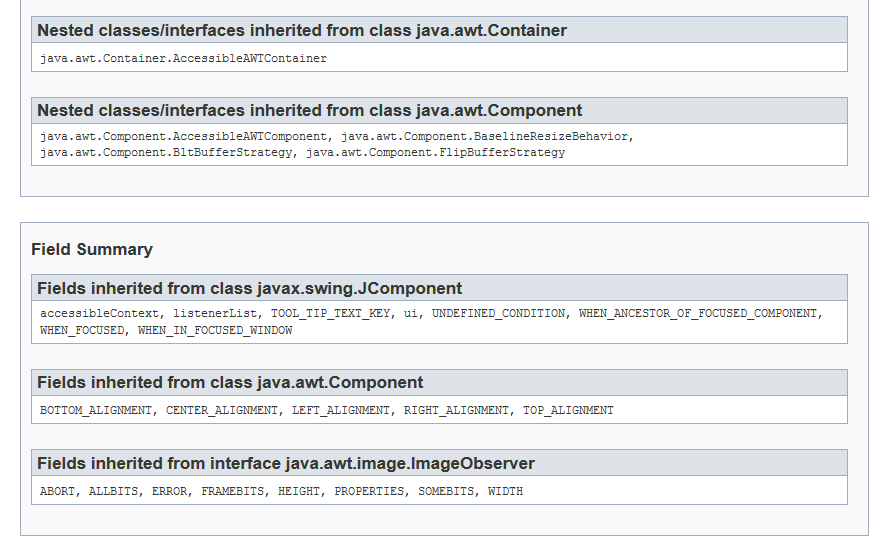 Nested classes/interfaces inherited from class java.awt.Container
java.awt.Container.AccessibleAWTContainer
Nested classes/interfaces inherited from class java.awt.Component
java.awt.Component.AccessibleAWTComponent, java.awt.Component.BaselineResizeBehavior,
java.awt.Component.BltBufferStrategy, java.awt.Component.FlipBufferStrategy
Field Summary
Fields inherited from class javax.swing.JComponent
accessibleContext, listenerList, TOOL_TIP_TEXT_KEY, ui, UNDEFINED_CONDITION, WHEN_ANCESTOR_OF_FOCUSED_COMPONENT,
WHEN_FOCUSED, WHEN_IN_FOCUSED_WINDOW
Fields inherited from class java.awt.Component
BOTTOM_ALIGNMENT, CENTER_ALIGNMENT, LEFT_ALIGNMENT, RIGHT_ALIGNMENT, TOP_ALIGNMENT
Fields inherited from interface java.awt.image.ImageObserver
ABORT, ALLBITS, ERROR, FRAMEBITS, HEIGHT, PROPERTIES, SOMEBITS, WIDTH